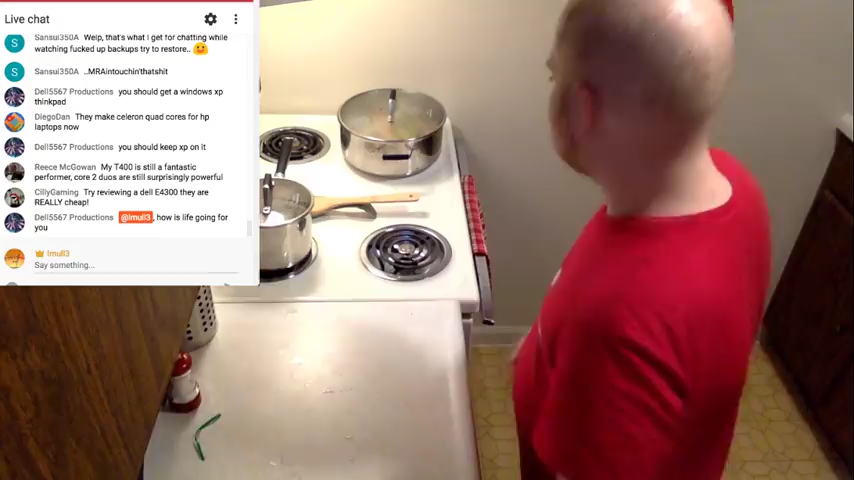 Live chat
Sansui350A Welp, that's what I get for chatting while
watching fucked up backups try to restore..
Sansui350A ..MRAintouchin'thatshit
Dell5567 Productions you should get a windows xp
thinkpad
DiegoDan They make celeron quad cores for hp
laptops now
Dell5567 Productions you should keep xp on it
Reece McGowan My T400 is still a fantastic
performer, core 2 duos are still surprisingly powerful
CillyGaming Try reviewing a dell E4300 they are
REALLY cheap!
Dell5567 Productions @lmull3, how is life going for
you
lmull3
Say something...